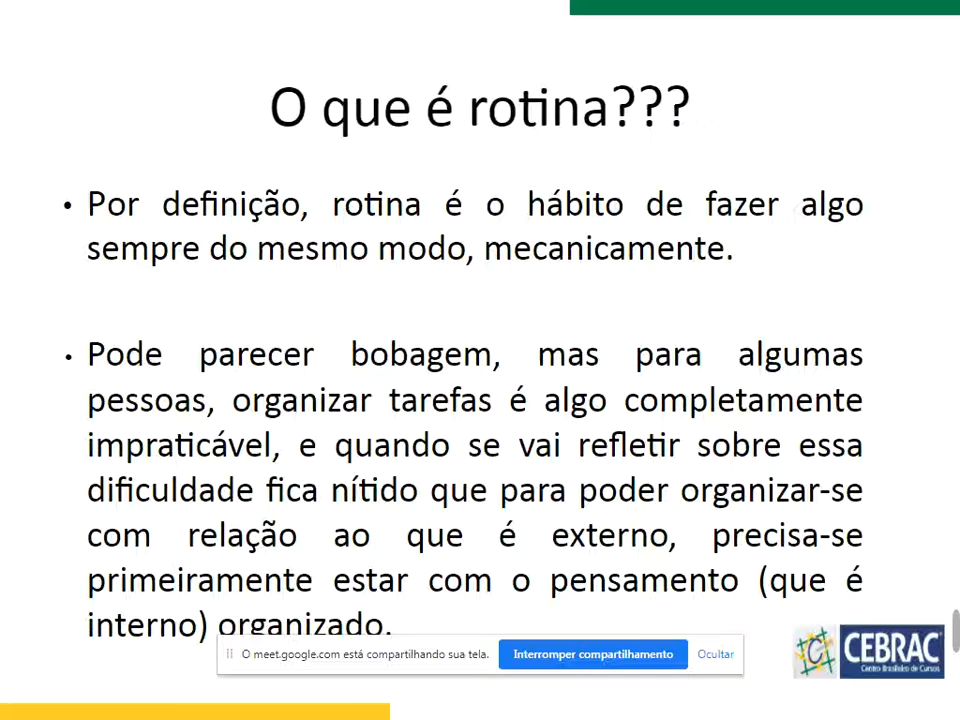 O que é rotina???
• Por definição, rotina é o hábito de fazer algo
sempre do mesmo modo, mecanicamente.
• Pode parecer bobagem, mas para algumas
pessoas, organizar tarefas é algo completamente
impraticável, e quando se vai refletir sobre essa
dificuldade fica nítido que para poder organizar-se
com relação ao que é externo, precisa-se
primeiramente estar com o pensamento (que é
interno) organizado.
O meet.google.com está compartilhando sua tela.
Interromper compartilhamento
Ocultar
CEBRAC
Centro Brasileiro de Cursos